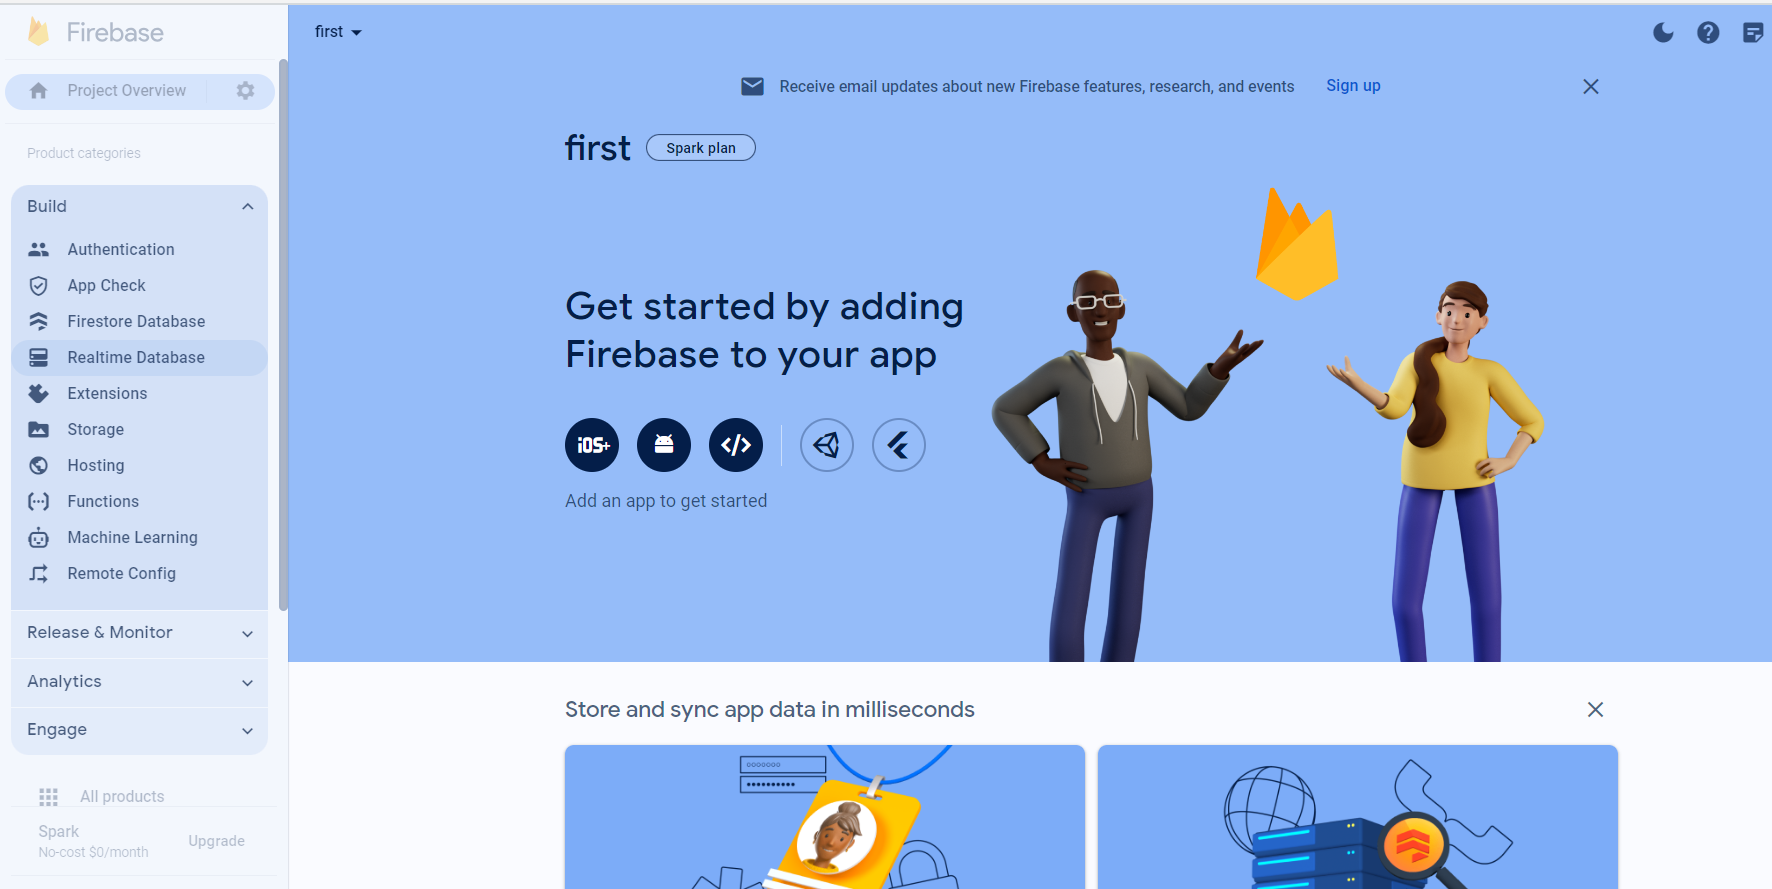 Firebase
Project Overview
Product categories
Build
Authentication
App Check
Firestore Database
Realtime Database
Extensions
Storage
Hosting
Functions
Machine Learning
Remote Config
Release & Monitor
Analytics
Engage
All products
Spark
No-cost $0/month
Upgrade
first
Receive email updates about new Firebase features, research, and events Sign up
first Spark plan
Get started by adding
Firebase to your app
iOS+
Add an app to get started
Store and sync app data in milliseconds